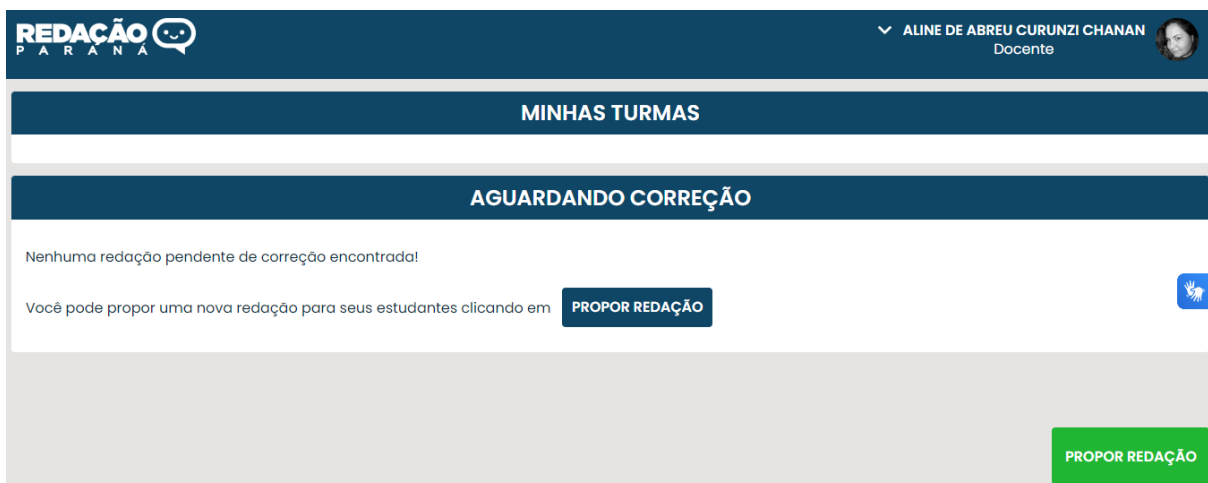 REDAÇÃO
PARANÁ
ALINE DE ABREU CURUNZI CHANAN
Docente
MINHAS TURMAS
AGUARDANDO CORREÇÃO
Nenhuma redação pendente de correção encontrada!
Você pode propor uma nova redação para seus estudantes clicando em PROPOR REDAÇÃO
PROPOR REDAÇÃO